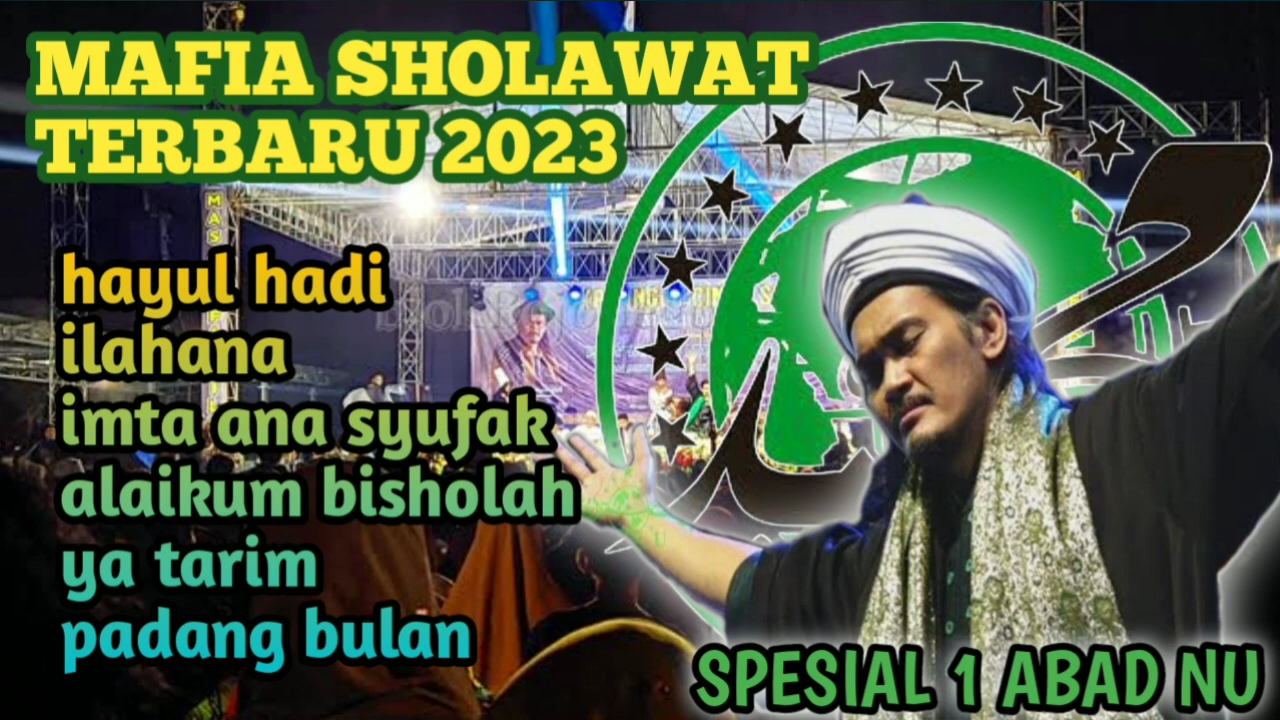 MAFIA SHOLAWAT
TERBARU 2023
hayul hadi
ilahana
imta ana syufak
alaikum bisholah
ya tarim
padang bulan
SPESIAL 1 ABAD NU